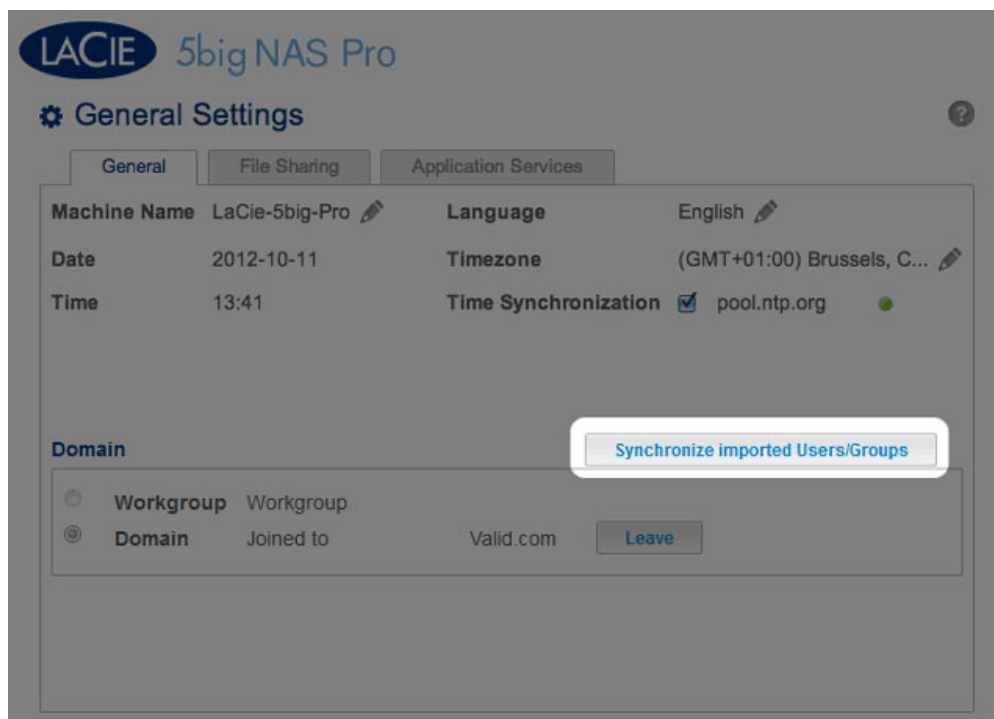 LACIE 5big NAS Pro
General Settings ?
General File Sharing Application Services
Machine Name LaCie-5big-Pro Language English
Date 2012-10-11 Timezone (GMT+01:00) Brussels, C...
Time 13:41 Time Synchronization pool.ntp.org
Domain Synchronize imported Users/Groups
Workgroup Workgroup
Domain Joined to Valid.com Leave